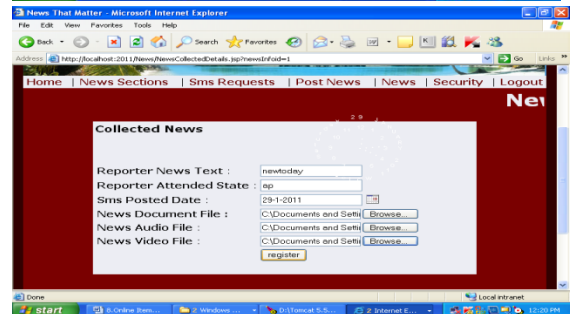 News That Matter - Microsoft Internet Explorer
File Edit View Favorites Tools Help
Back Search Favorites
Address http://localhost:2011/News/NewsCollectedDetails.jsp?newsInfoid=1 Go Links »
Home | News Sections | Sms Requests | Post News | News | Security | Logout
Ne
29
Collected News
Reporter News Text : newtoday
Reporter Attended State : ap
Sms Posted Date : 29-1-2011
News Document File : C:\Documents and Setti Browse...
News Audio File : C:\Documents and Setti Browse...
News Video File : C:\Documents and Setti Browse...
register
Done Local intranet
start 8.Online Item... 2 Windows ... D:\Tomcat 5.5... 2 Internet E... 12:20 PM